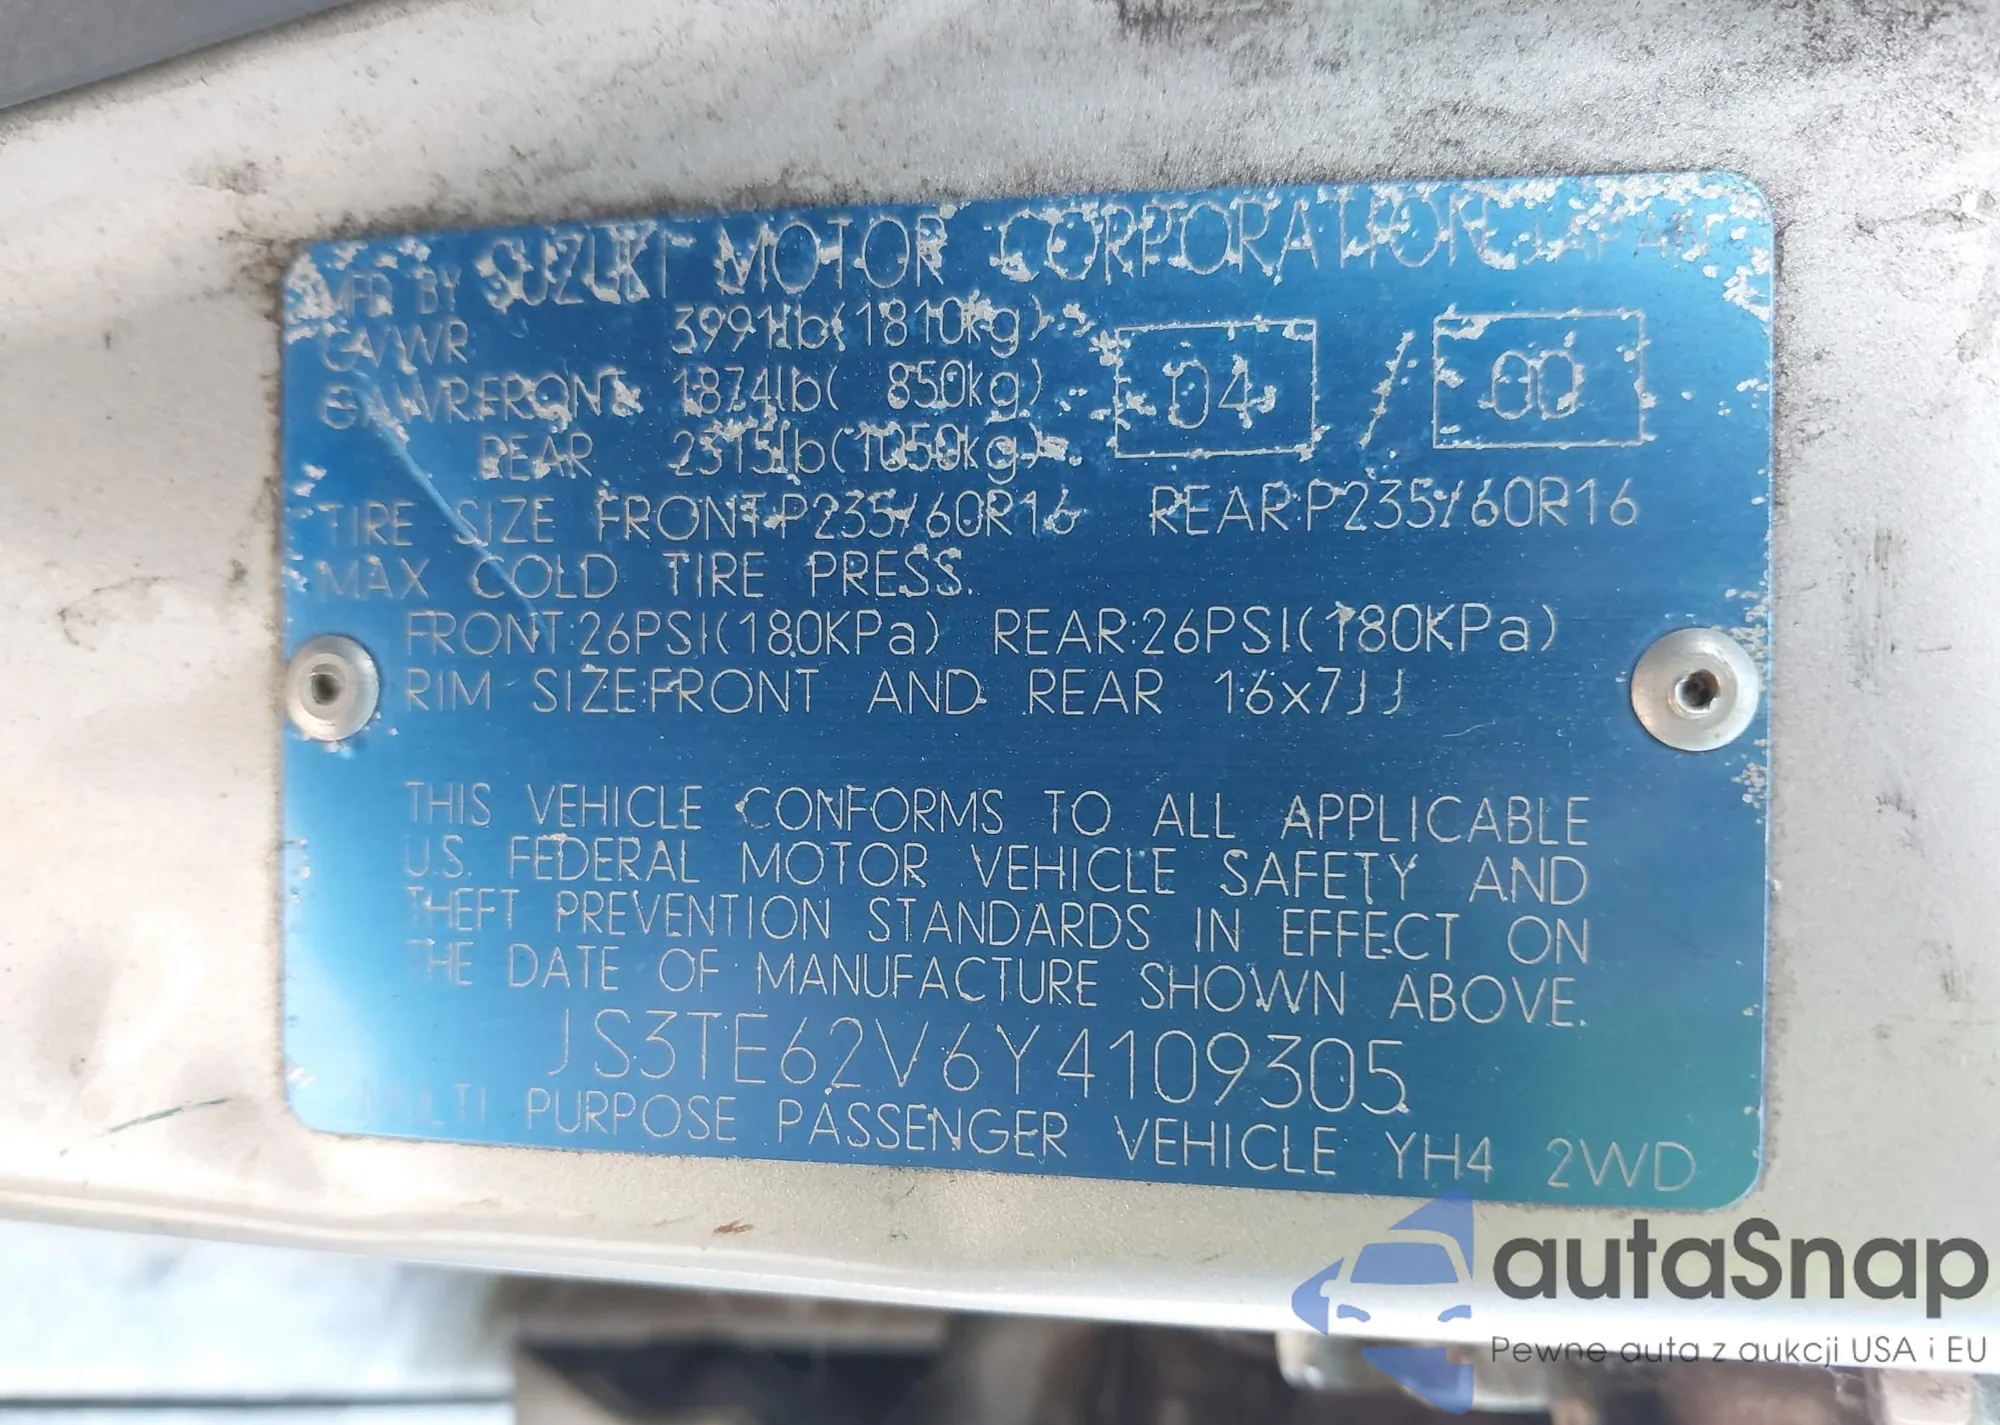 MFD BY SUZUKI MOTOR CORPORATION JAPAN
GVWR 3991lb(1810kg)
GAWR:FRONT 1874lb( 850kg) 04 / 00
REAR 2315lb(1050kg)
TIRE SIZE FRONT:P235/60R16 REAR:P235/60R16
MAX COLD TIRE PRESS.
FRONT:26PSI(180KPa) REAR:26PSI(180KPa)
RIM SIZE:FRONT AND REAR 16x7JJ
THIS VEHICLE CONFORMS TO ALL APPLICABLE
U.S. FEDERAL MOTOR VEHICLE SAFETY AND
THEFT PREVENTION STANDARDS IN EFFECT ON
THE DATE OF MANUFACTURE SHOWN ABOVE.
JS3TE62V6Y4109305
MULTI PURPOSE PASSENGER VEHICLE YH4 2WD
autaSnap
Pewne auta z aukcji USA i EU